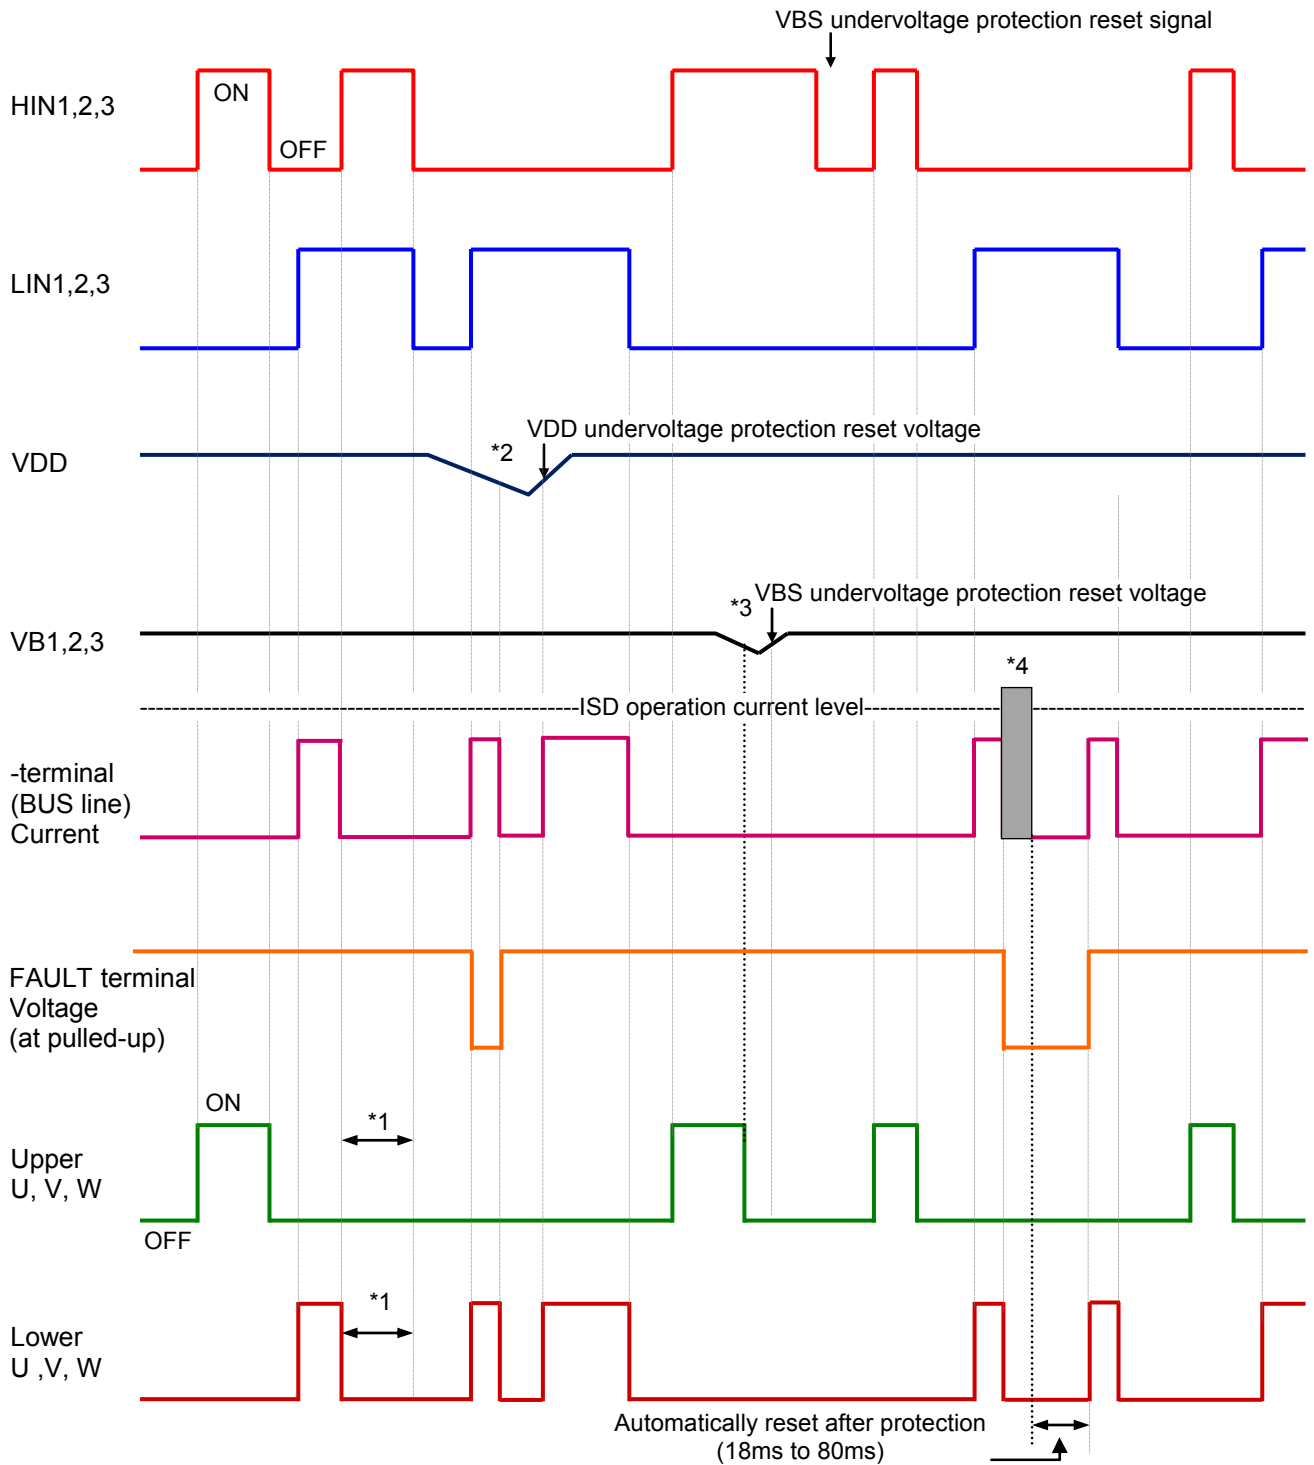 VBS undervoltage protection reset signal
HIN1,2,3
ON
OFF
LIN1,2,3
VDD undervoltage protection reset voltage
*2
VDD
VBS undervoltage protection reset voltage
*3
VB1,2,3
*4
ISD operation current level
-terminal
(BUS line)
Current
FAULT terminal
Voltage
(at pulled-up)
ON
*1
Upper
U, V, W
OFF
*1
Lower
U ,V, W
Automatically reset after protection
(18ms to 80ms)